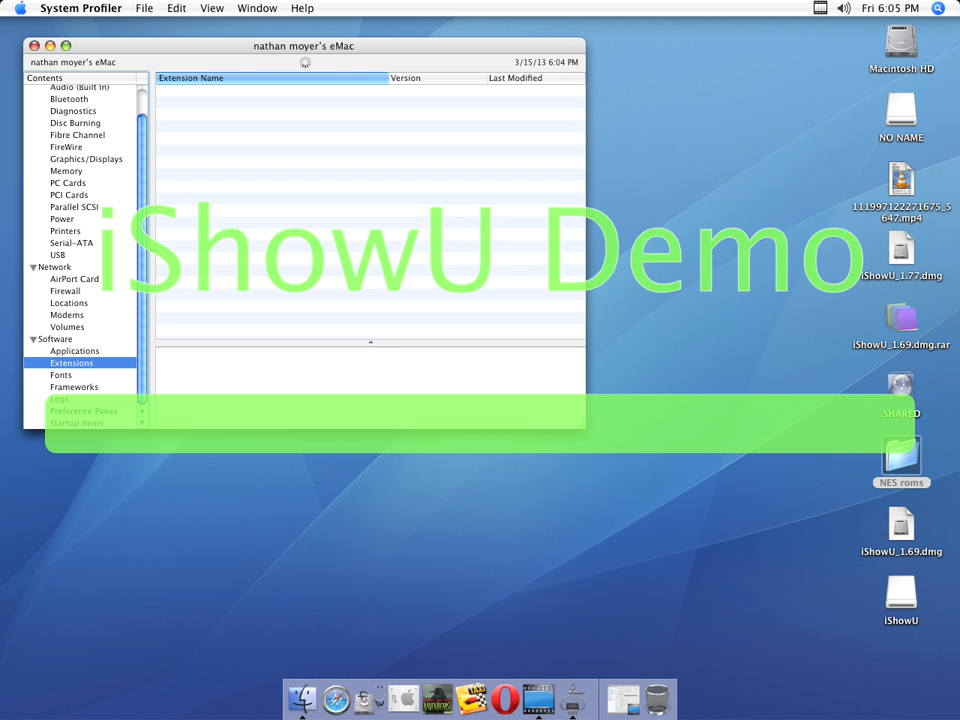 System Profiler File Edit View Window Help Fri 6:05 PM
nathan moyer's eMac
nathan moyer's eMac 3/15/13 6:04 PM
Contents Extension Name Version Last Modified
Audio (Built In)
Bluetooth
Diagnostics
Disc Burning
Fibre Channel
FireWire
Graphics/Displays
Memory
PC Cards
PCI Cards
Parallel SCSI
Power
Printers
Serial-ATA
USB
Network
AirPort Card
Firewall
Locations
Modems
Volumes
Software
Applications
Extensions
Fonts
Frameworks
Logs
Preference Panes
Startup Items
iShowU Demo
Macintosh HD
NO NAME
111997122271675_5
647.mp4
iShowU_1.77.dmg
iShowU_1.69.dmg.rar
SHARED
NES roms
iShowU_1.69.dmg
iShowU